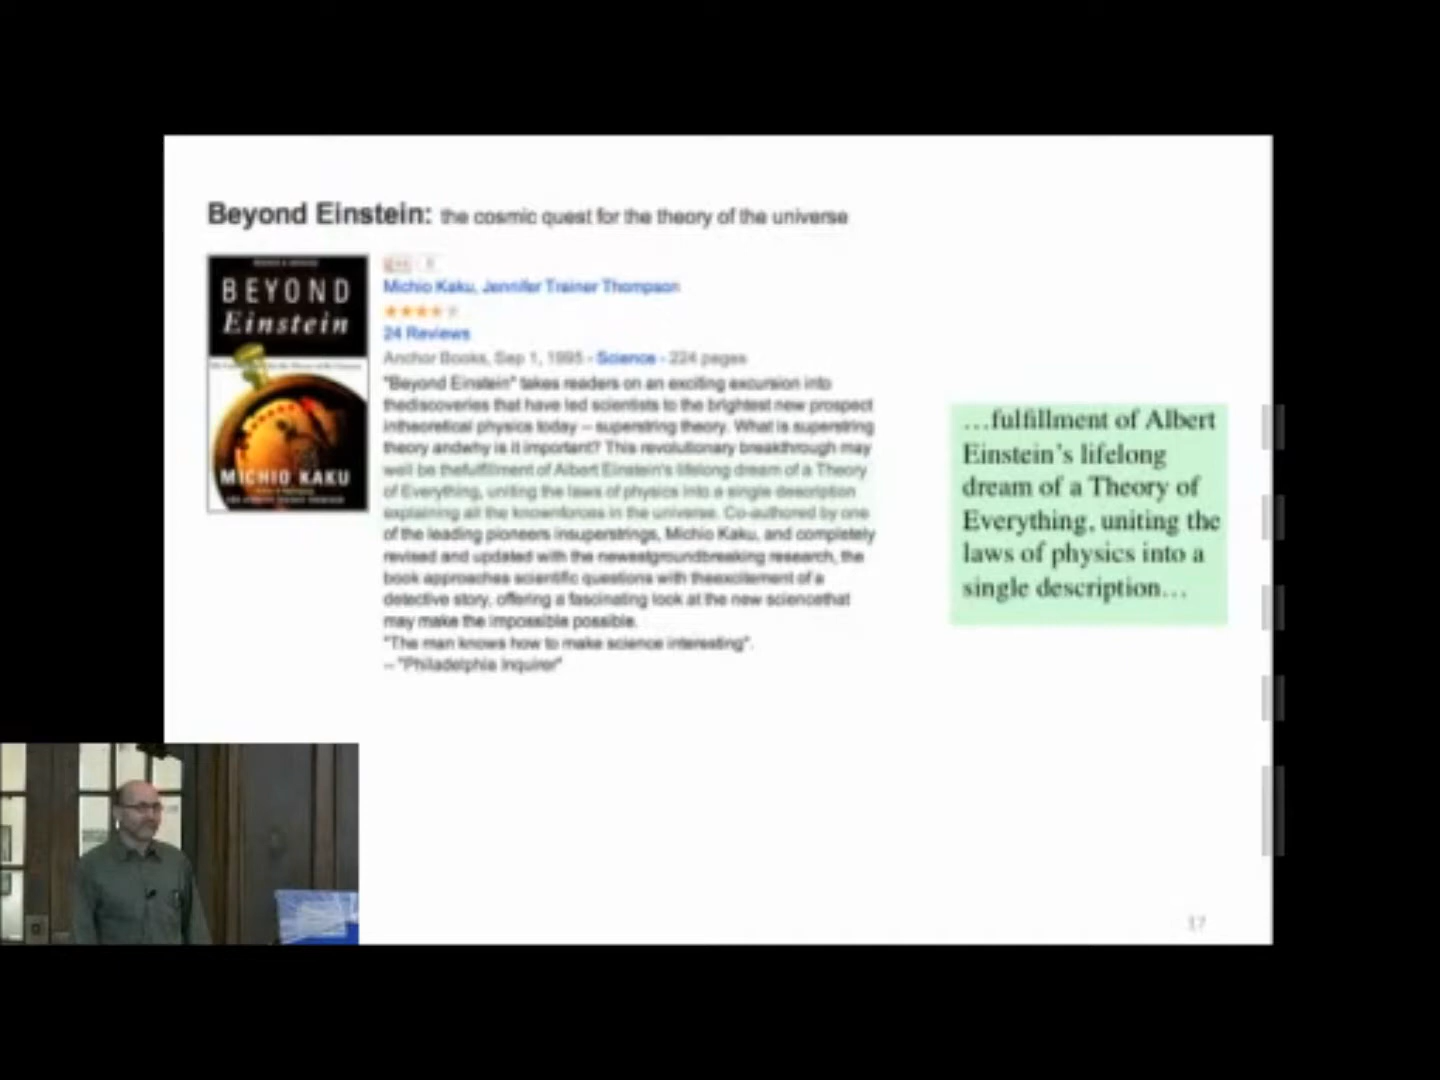 Beyond Einstein: the cosmic quest for the theory of the universe
BEYOND
Einstein
MICHIO KAKU
Michio Kaku, Jennifer Trainer Thompson
24 Reviews
Anchor Books, Sep 1, 1995 - Science - 224 pages
"Beyond Einstein" takes readers on an exciting excursion into
thediscoveries that have led scientists to the brightest new prospect
intheoretical physics today -- superstring theory. What is superstring
theory andwhy is it important? This revolutionary breakthrough may
well be thefulfillment of Albert Einstein's lifelong dream of a Theory
of Everything, uniting the laws of physics into a single description
explaining all the knownforces in the universe. Co-authored by one
of the leading pioneers insuperstrings, Michio Kaku, and completely
revised and updated with the newestgroundbreaking research, the
book approaches scientific questions with theexcitement of a
detective story, offering a fascinating look at the new sciencethat
may make the impossible possible.
"The man knows how to make science interesting".
-- "Philadelphia Inquirer"
…fulfillment of Albert
Einstein's lifelong
dream of a Theory of
Everything, uniting the
laws of physics into a
single description…
17